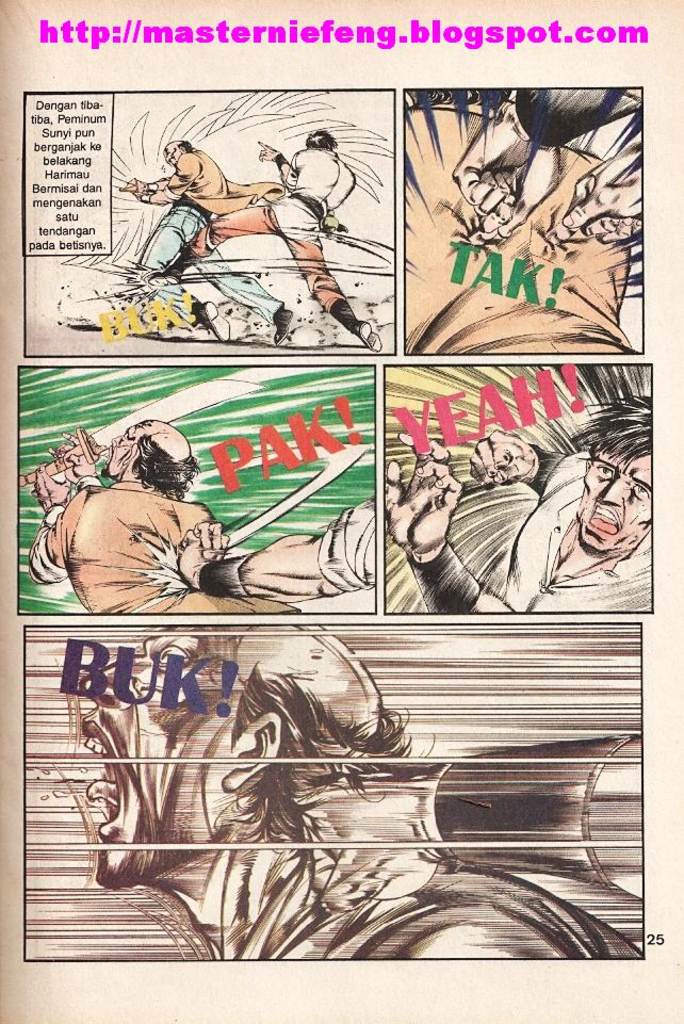 http://masterniefeng.blogspot.com
Dengan tiba-
tiba, Peminum
Sunyi pun
berganjak ke
belakang
Harimau
Bermisai dan
mengenakan
satu
tendangan
pada betisnya.
BUK!
TAK!
PAK!
YEAH!
BUK!
25